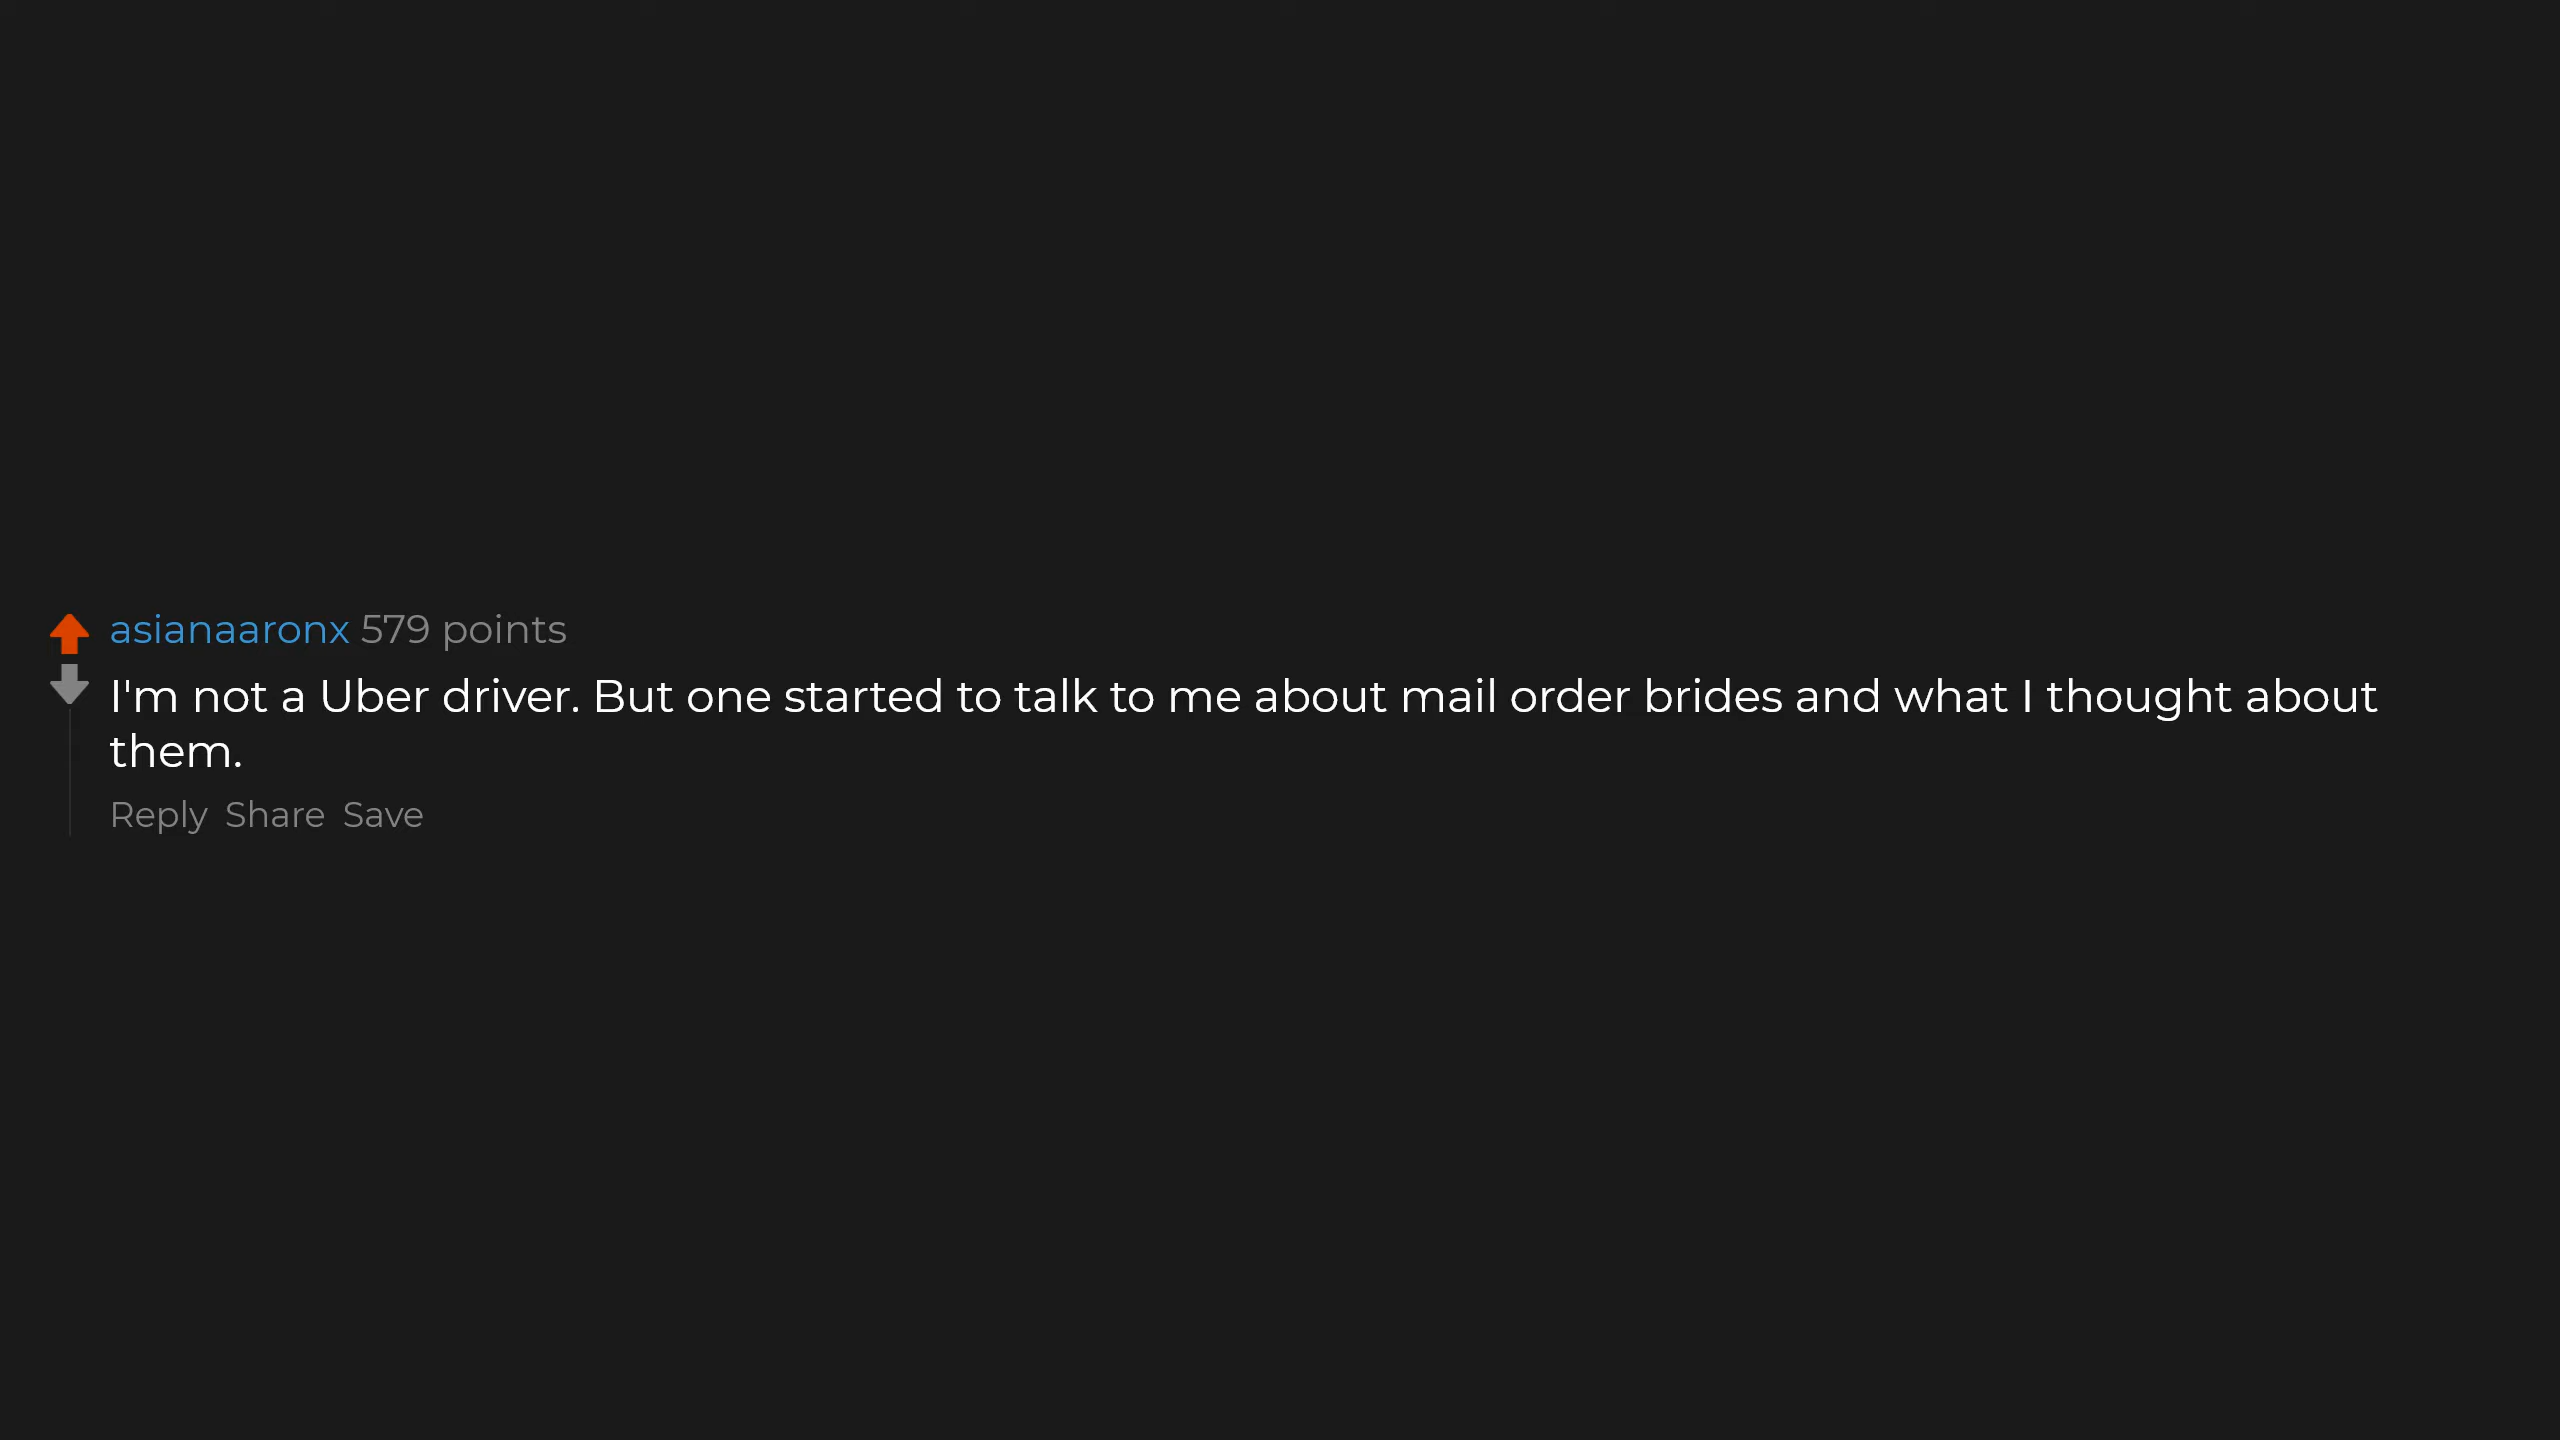 asianaaronx 579 points
I'm not a Uber driver. But one started to talk to me about mail order brides and what I thought about
them.
Reply Share Save